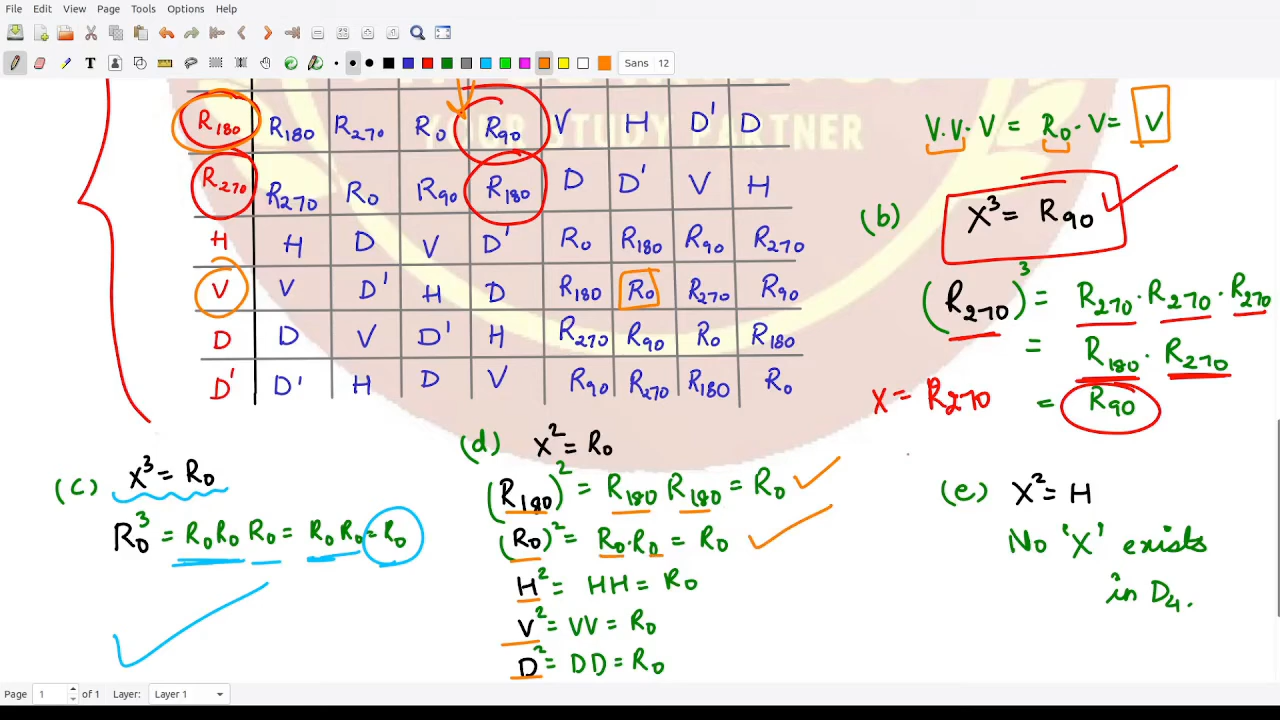 File Edit View Page Tools Options Help
Sans 12
YOUR STUDY PARTNER
R180 R180 R270 R0 R90 V H D' D
R270 R270 R0 R90 R180 D D' V H
H H D V D' R0 R180 R90 R270
V V D' H D R180 R0 R270 R90
D D V D' H R270 R90 R0 R180
D' D' H D V R90 R270 R180 R0
V.V.V = R0.V = V
(b) X³ = R90
(R270)³ = R270.R270.R270
= R180.R270
X = R270 = R90
(c) X³ = R0
R0³ = R0R0R0 = R0R0 = R0
(d) X² = R0
(R180)² = R180 R180 = R0
(R0)² = R0.R0 = R0
H² = HH = R0
V² = VV = R0
D² = DD = R0
(e) X² = H
No 'X' exists
in D4.
Page 1 of 1 Layer: Layer 1